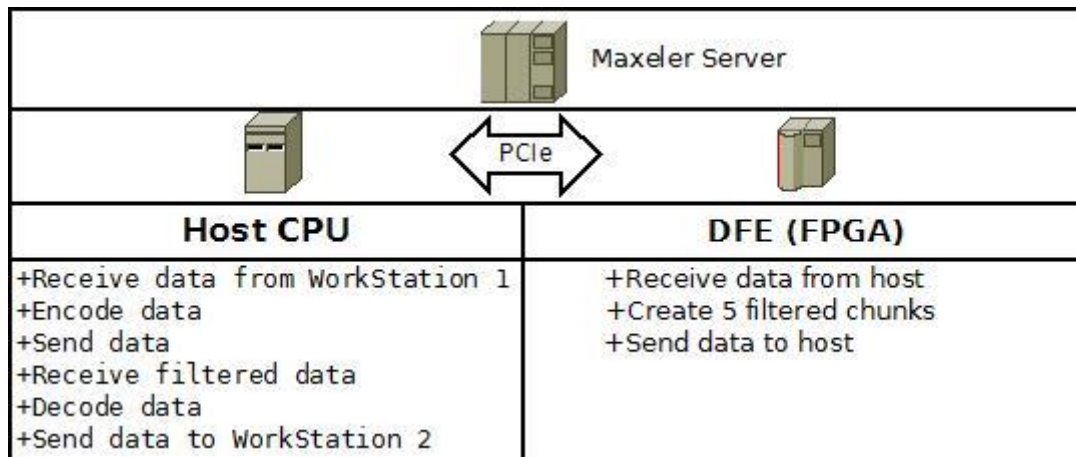 Maxeler Server
PCIe
Host CPU
+Receive data from WorkStation 1
+Encode data
+Send data
+Receive filtered data
+Decode data
+Send data to WorkStation 2
DFE (FPGA)
+Receive data from host
+Create 5 filtered chunks
+Send data to host